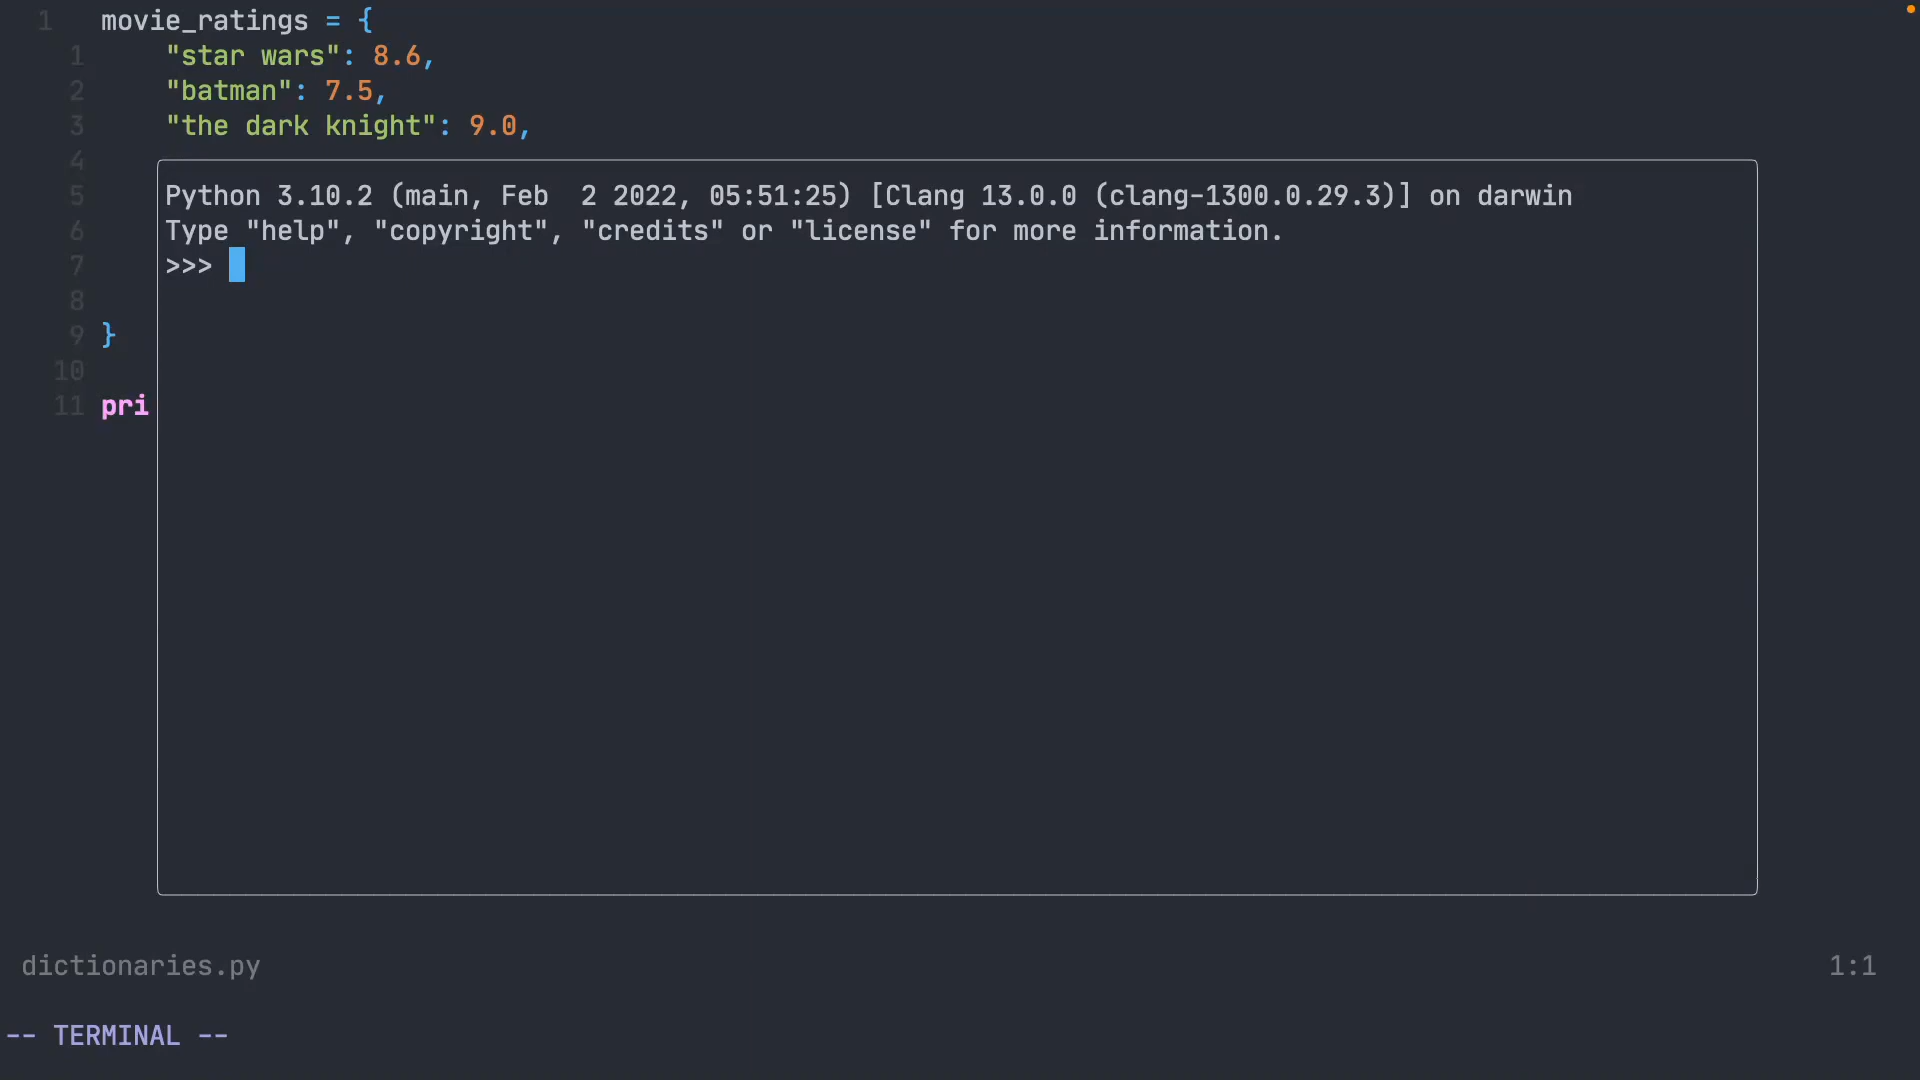 1 movie_ratings = {
1 "star wars": 8.6,
2 "batman": 7.5,
3 "the dark knight": 9.0,
4
5 Python 3.10.2 (main, Feb  2 2022, 05:51:25) [Clang 13.0.0 (clang-1300.0.29.3)] on darwin
6 Type "help", "copyright", "credits" or "license" for more information.
7 >>>
8
9 }
10
11 pri
dictionaries.py 1:1
-- TERMINAL --